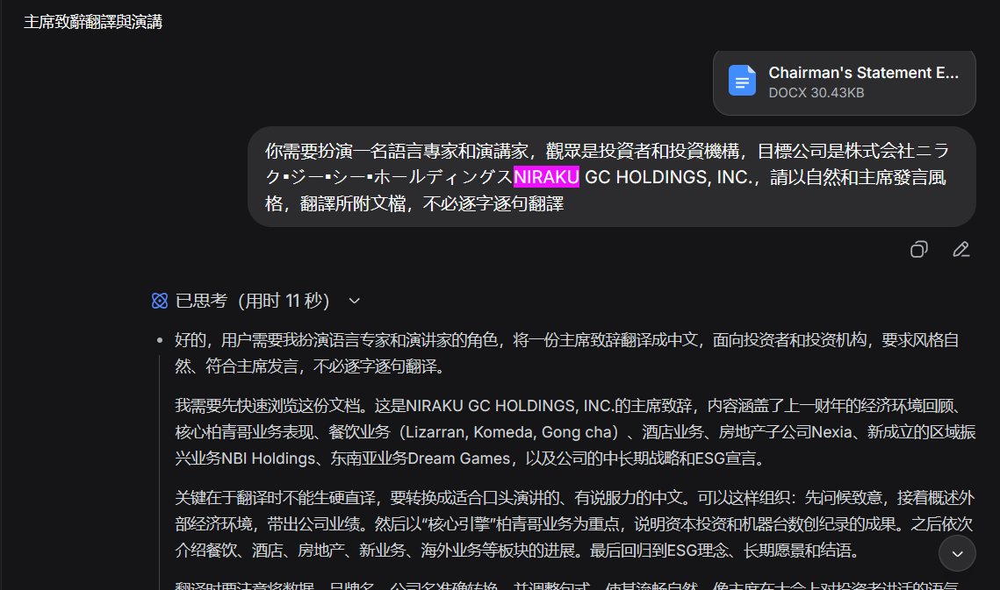 主席致辭翻譯與演講
Chairman's Statement E...
DOCX 30.43KB
你需要扮演一名語言專家和演講家，觀眾是投資者和投資機構，目標公司是株式会社ニラ
ク▪ジー▪シー▪ホールディングスNIRAKU GC HOLDINGS, INC.，請以自然和主席發言風
格，翻譯所附文檔，不必逐字逐句翻譯
已思考（用时 11 秒）
好的，用户需要我扮演语言专家和演讲家的角色，将一份主席致辞翻译成中文，面向投资者和投资机构，要求风格自
然、符合主席发言，不必逐字逐句翻译。
我需要先快速浏览这份文档。这是NIRAKU GC HOLDINGS, INC.的主席致辞，内容涵盖了上一财年的经济环境回顾、
核心柏青哥业务表现、餐饮业务（Lizarran, Komeda, Gong cha）、酒店业务、房地产子公司Nexia、新成立的区域振
兴业务NBI Holdings、东南亚业务Dream Games，以及公司的中长期战略和ESG宣言。
关键在于翻译时不能生硬直译，要转换成适合口头演讲的、有说服力的中文。可以这样组织：先问候致意，接着概述外
部经济环境，带出公司业绩。然后以“核心引擎”柏青哥业务为重点，说明资本投资和机器台数创纪录的成果。之后依次
介绍餐饮、酒店、房地产、新业务、海外业务等板块的进展。最后回归到ESG理念、长期愿景和结语。
翻译时要注意将数据、品牌名、公司名准确转换，并调整句式，使其流畅自然，像主席在大会上对投资者讲话的语气。